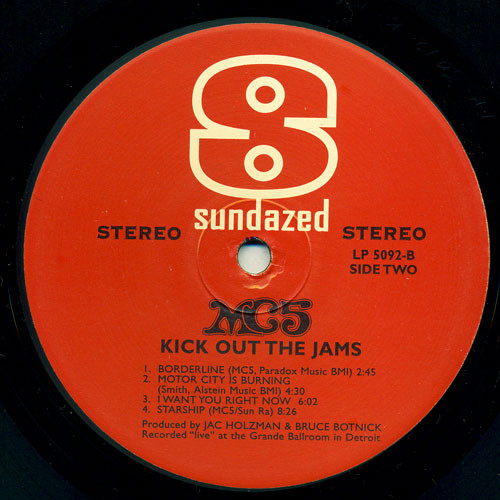 sundazed
STEREO
STEREO
LP 5092-B
SIDE TWO
MC5
KICK OUT THE JAMS
1. BORDERLINE (MC5, Paradox Music BMI) 2:45
2. MOTOR CITY IS BURNING
(Smith, Alstein Music BMI) 4:30
3. I WANT YOU RIGHT NOW 6:02
4. STARSHIP (MC5/Sun Ra) 8:26
Produced by JAC HOLZMAN & BRUCE BOTNICK
Recorded "live" at the Grande Ballroom in Detroit